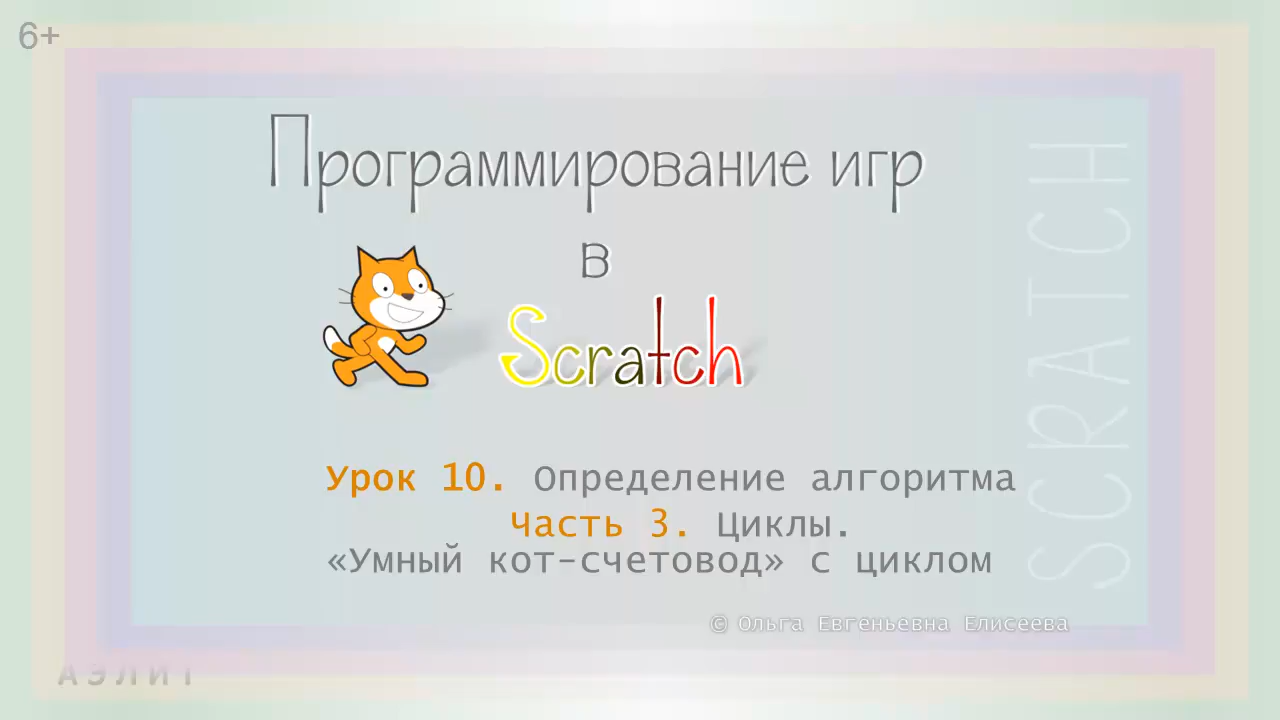 6+
Программирование игр
в
Scratch
SCRATCH
Урок 10. Определение алгоритма
Часть 3. Циклы.
«Умный кот-счетовод» с циклом
© Ольга Евгеньевна Елисеева